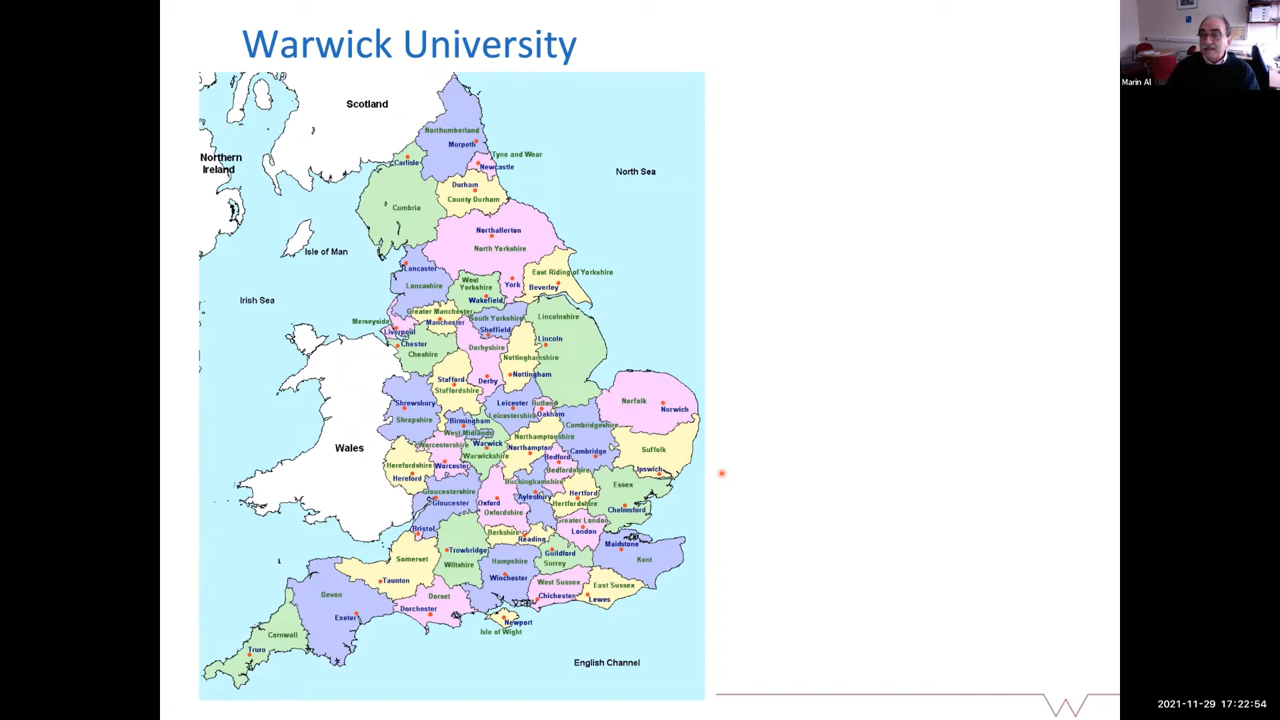 Warwick University
Scotland
Northumberland
Morpeth
Northern
Ireland
Carlisle
Tyne and Wear
Newcastle
North Sea
Durham
County Durham
Cumbria
Northallerton
North Yorkshire
Isle of Man
Lancaster
Lancashire
West
Yorkshire
York
East Riding of Yorkshire
Beverley
Wakefield
Irish Sea
Greater Manchester
Merseyside
Manchester
South Yorkshire
Sheffield
Liverpool
Lincolnshire
Chester
Cheshire
Derbyshire
Lincoln
Nottinghamshire
Stafford
Staffordshire
Derby
Nottingham
Shrewsbury
Shropshire
Leicester
Leicestershire
Rutland
Oakham
Norfolk
Norwich
Birmingham
West Midlands
Cambridgeshire
Northamptonshire
Wales
Worcestershire
Warwick
Warwickshire
Northampton
Bedford
Cambridge
Suffolk
Herefordshire
Worcester
Bedfordshire
Ipswich
Hereford
Buckinghamshire
Gloucestershire
Gloucester
Oxford
Aylesbury
Hertford
Hertfordshire
Essex
Oxfordshire
Chelmsford
Greater London
Bristol
Berkshire
Reading
London
Maidstone
Somerset
Trowbridge
Wiltshire
Hampshire
Guildford
Surrey
Kent
Taunton
Winchester
West Sussex
East Sussex
Devon
Dorset
Chichester
Lewes
Dorchester
Exeter
Newport
Isle of Wight
Cornwall
Truro
English Channel
Marin Al
2021-11-29 17:22:54